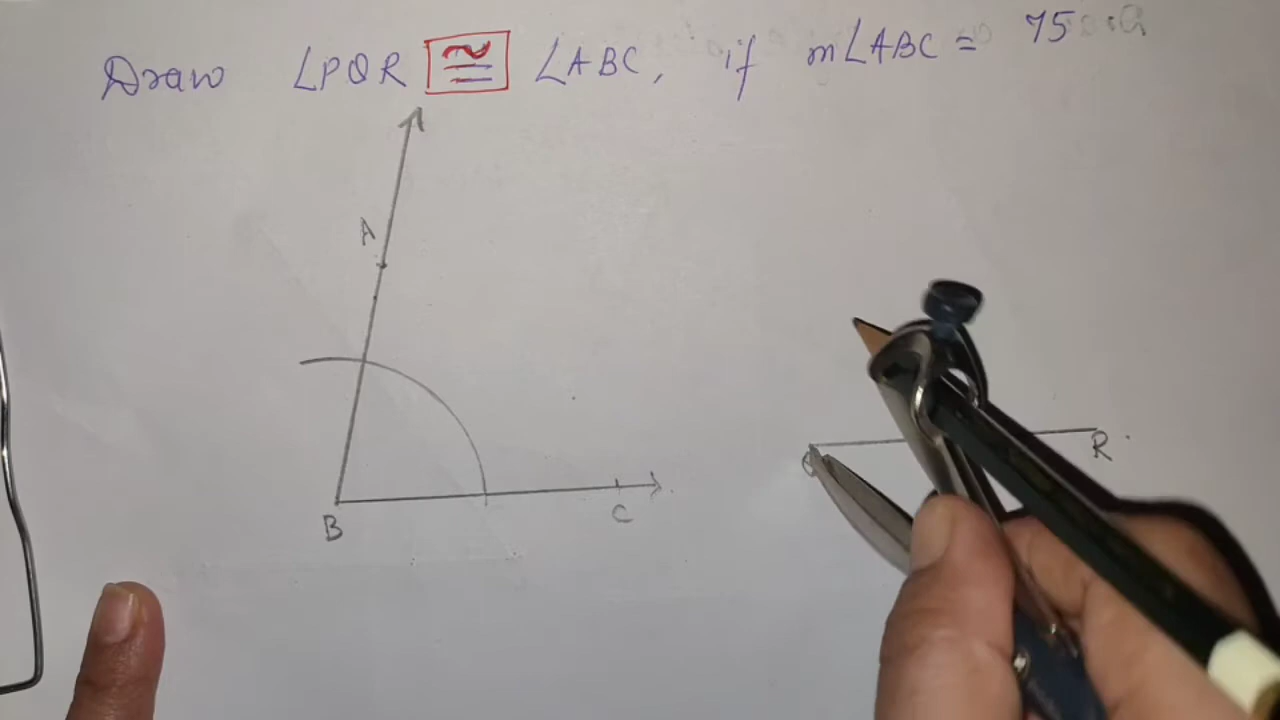 Draw ∠PQR ≅ ∠ABC, if m∠ABC = 75
A
R
B
C